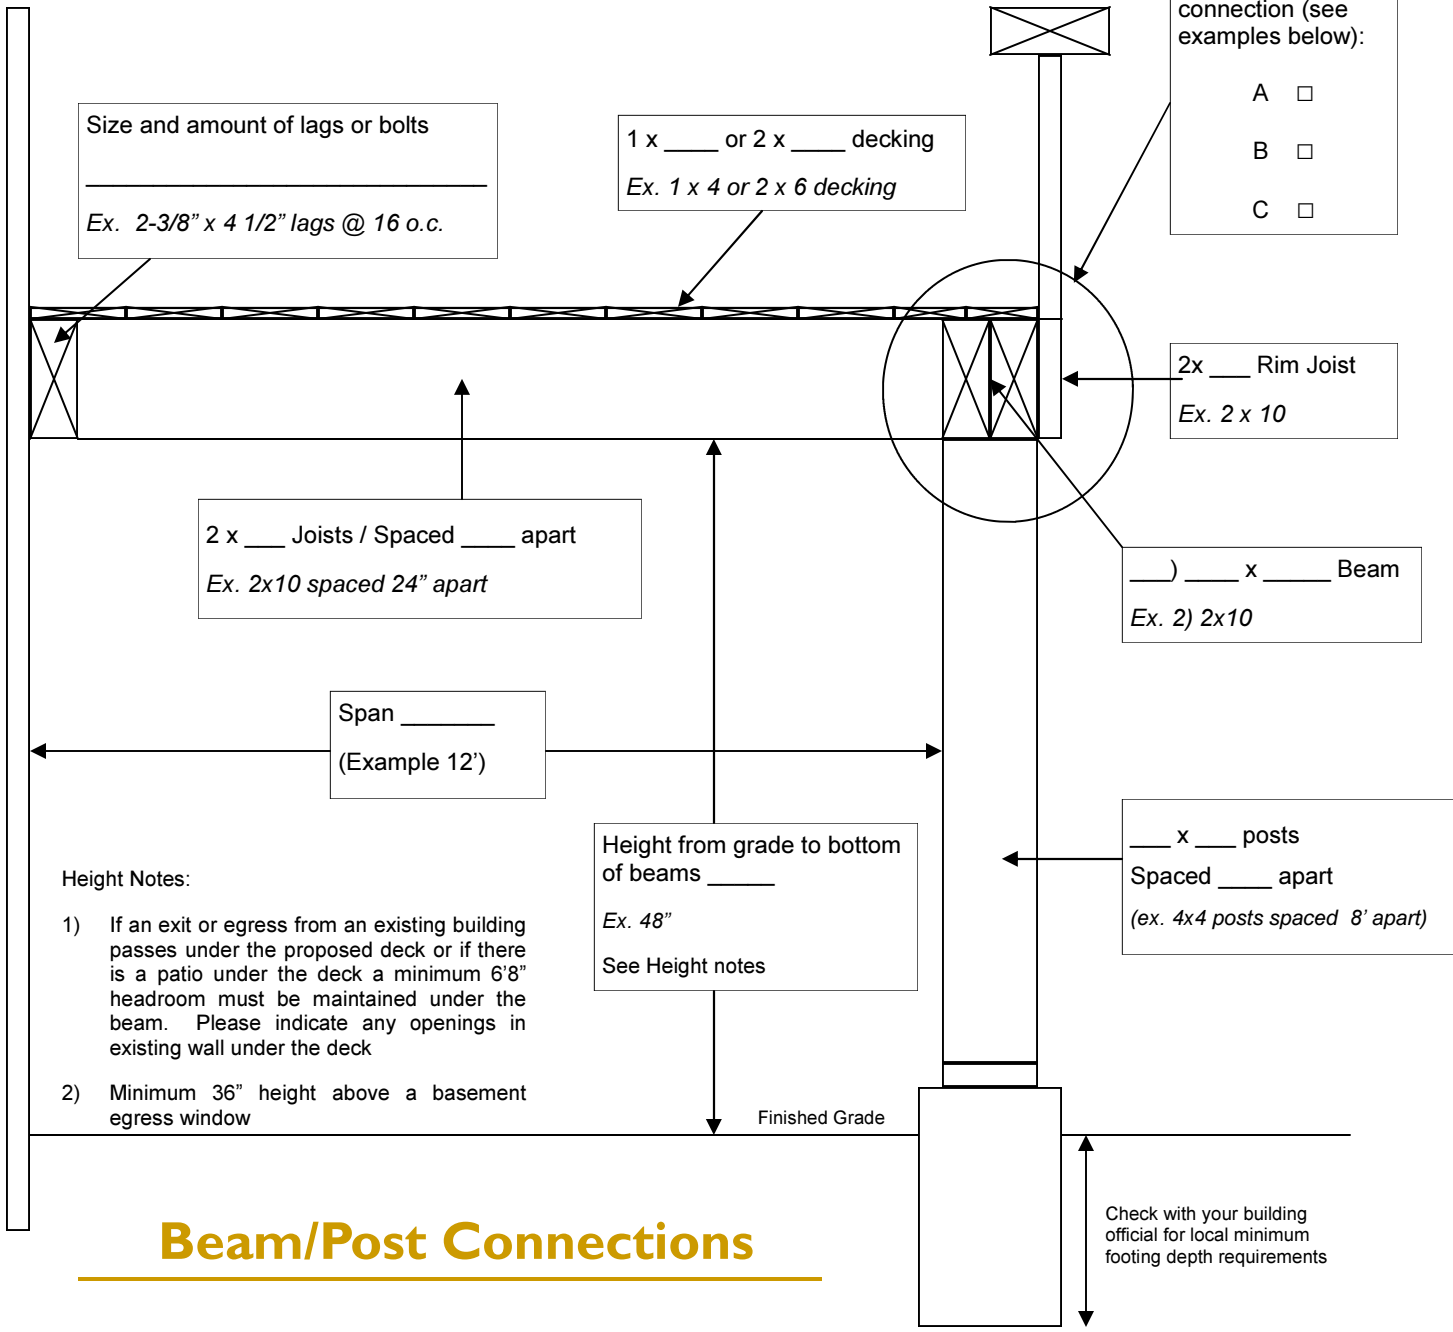 connection (see
examples below):
A □
B □
C □
Size and amount of lags or bolts
______________________________
Ex. 2-3/8” x 4 1/2” lags @ 16 o.c.
1 x ____ or 2 x ____ decking
Ex. 1 x 4 or 2 x 6 decking
2x ___ Rim Joist
Ex. 2 x 10
2 x ___ Joists / Spaced ____ apart
Ex. 2x10 spaced 24” apart
___) ____ x _____ Beam
Ex. 2) 2x10
Span _______
(Example 12’)
Height from grade to bottom
of beams _____
Ex. 48”
See Height notes
___ x ___ posts
Spaced ____ apart
(ex. 4x4 posts spaced 8’ apart)
Height Notes:
1) If an exit or egress from an existing building
passes under the proposed deck or if there
is a patio under the deck a minimum 6’8”
headroom must be maintained under the
beam. Please indicate any openings in
existing wall under the deck
2) Minimum 36” height above a basement
egress window
Finished Grade
Beam/Post Connections
Check with your building
official for local minimum
footing depth requirements